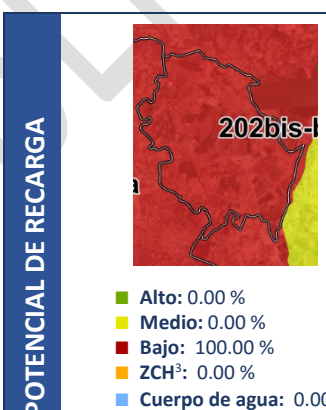 POTENCIAL DE RECARGA
202bis-
a
Alto: 0.00 %
Medio: 0.00 %
Bajo: 100.00 %
ZCH³: 0.00 %
Cuerpo de agua: 0.00